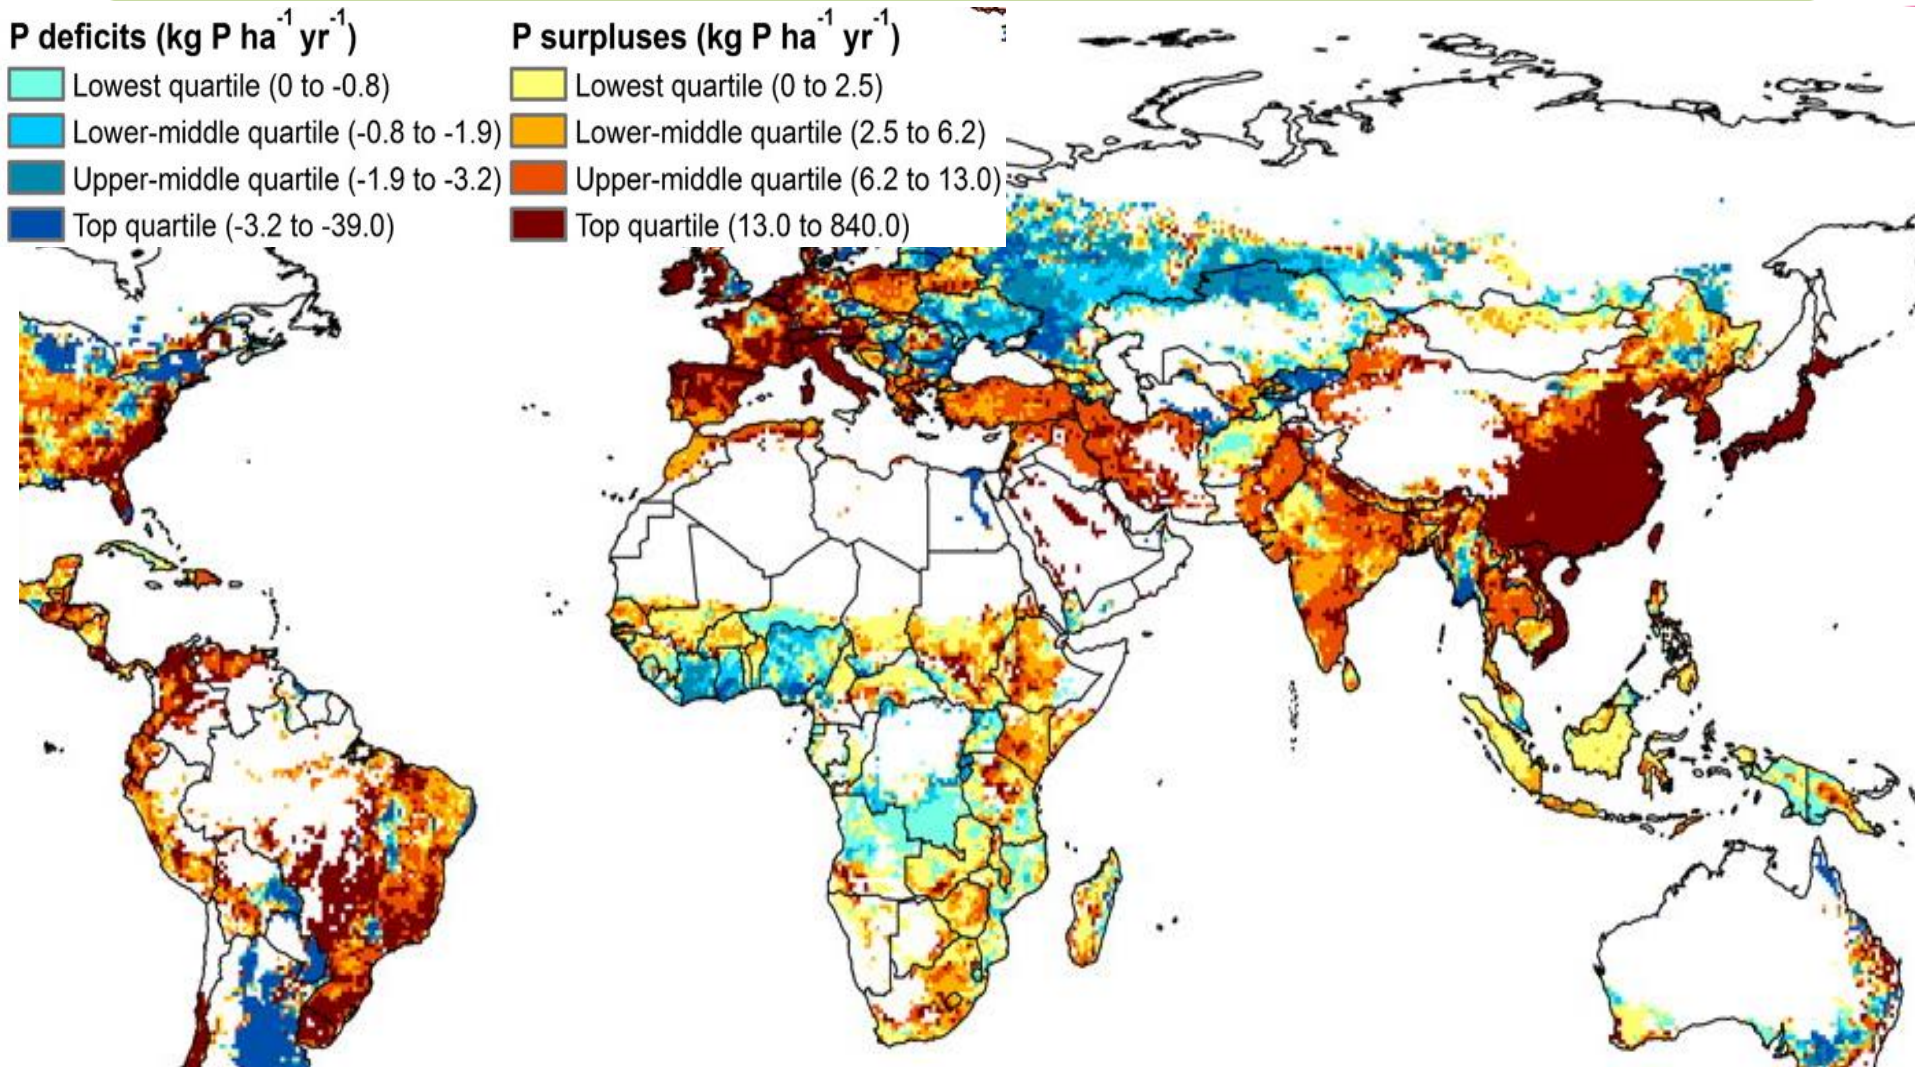 P deficits (kg P ha⁻¹ yr⁻¹)
Lowest quartile (0 to -0.8)
Lower-middle quartile (-0.8 to -1.9)
Upper-middle quartile (-1.9 to -3.2)
Top quartile (-3.2 to -39.0)
P surpluses (kg P ha⁻¹ yr⁻¹)
Lowest quartile (0 to 2.5)
Lower-middle quartile (2.5 to 6.2)
Upper-middle quartile (6.2 to 13.0)
Top quartile (13.0 to 840.0)